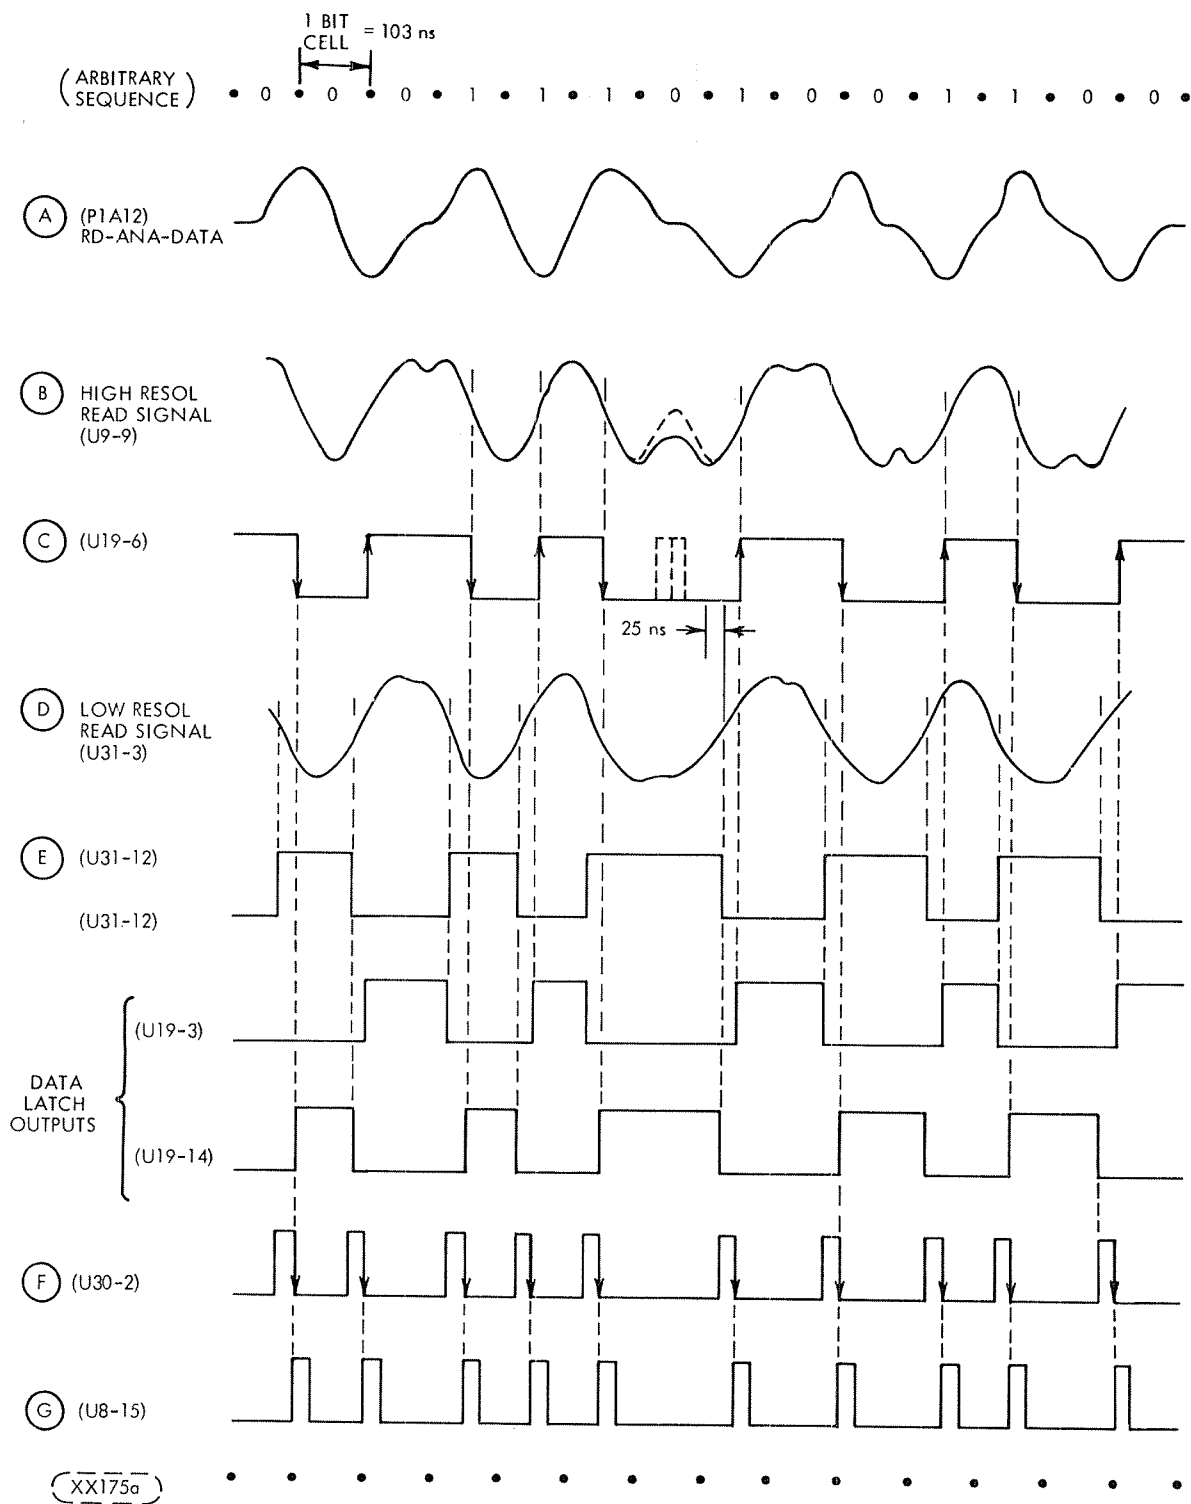 1 BIT
CELL = 103 ns
(ARBITRARY
SEQUENCE)
• 0 • 0 • 0 • 1 • 1 • 1 • 0 • 1 • 0 • 0 • 1 • 1 • 0 • 0 •
A (P1A12)
RD-ANA-DATA
B HIGH RESOL
READ SIGNAL
(U9-9)
C (U19-6)
25 ns
D LOW RESOL
READ SIGNAL
(U31-3)
E (U31-12)
(U31-12)
(U19-3)
DATA
LATCH
OUTPUTS
(U19-14)
F (U30-2)
G (U8-15)
XX175a